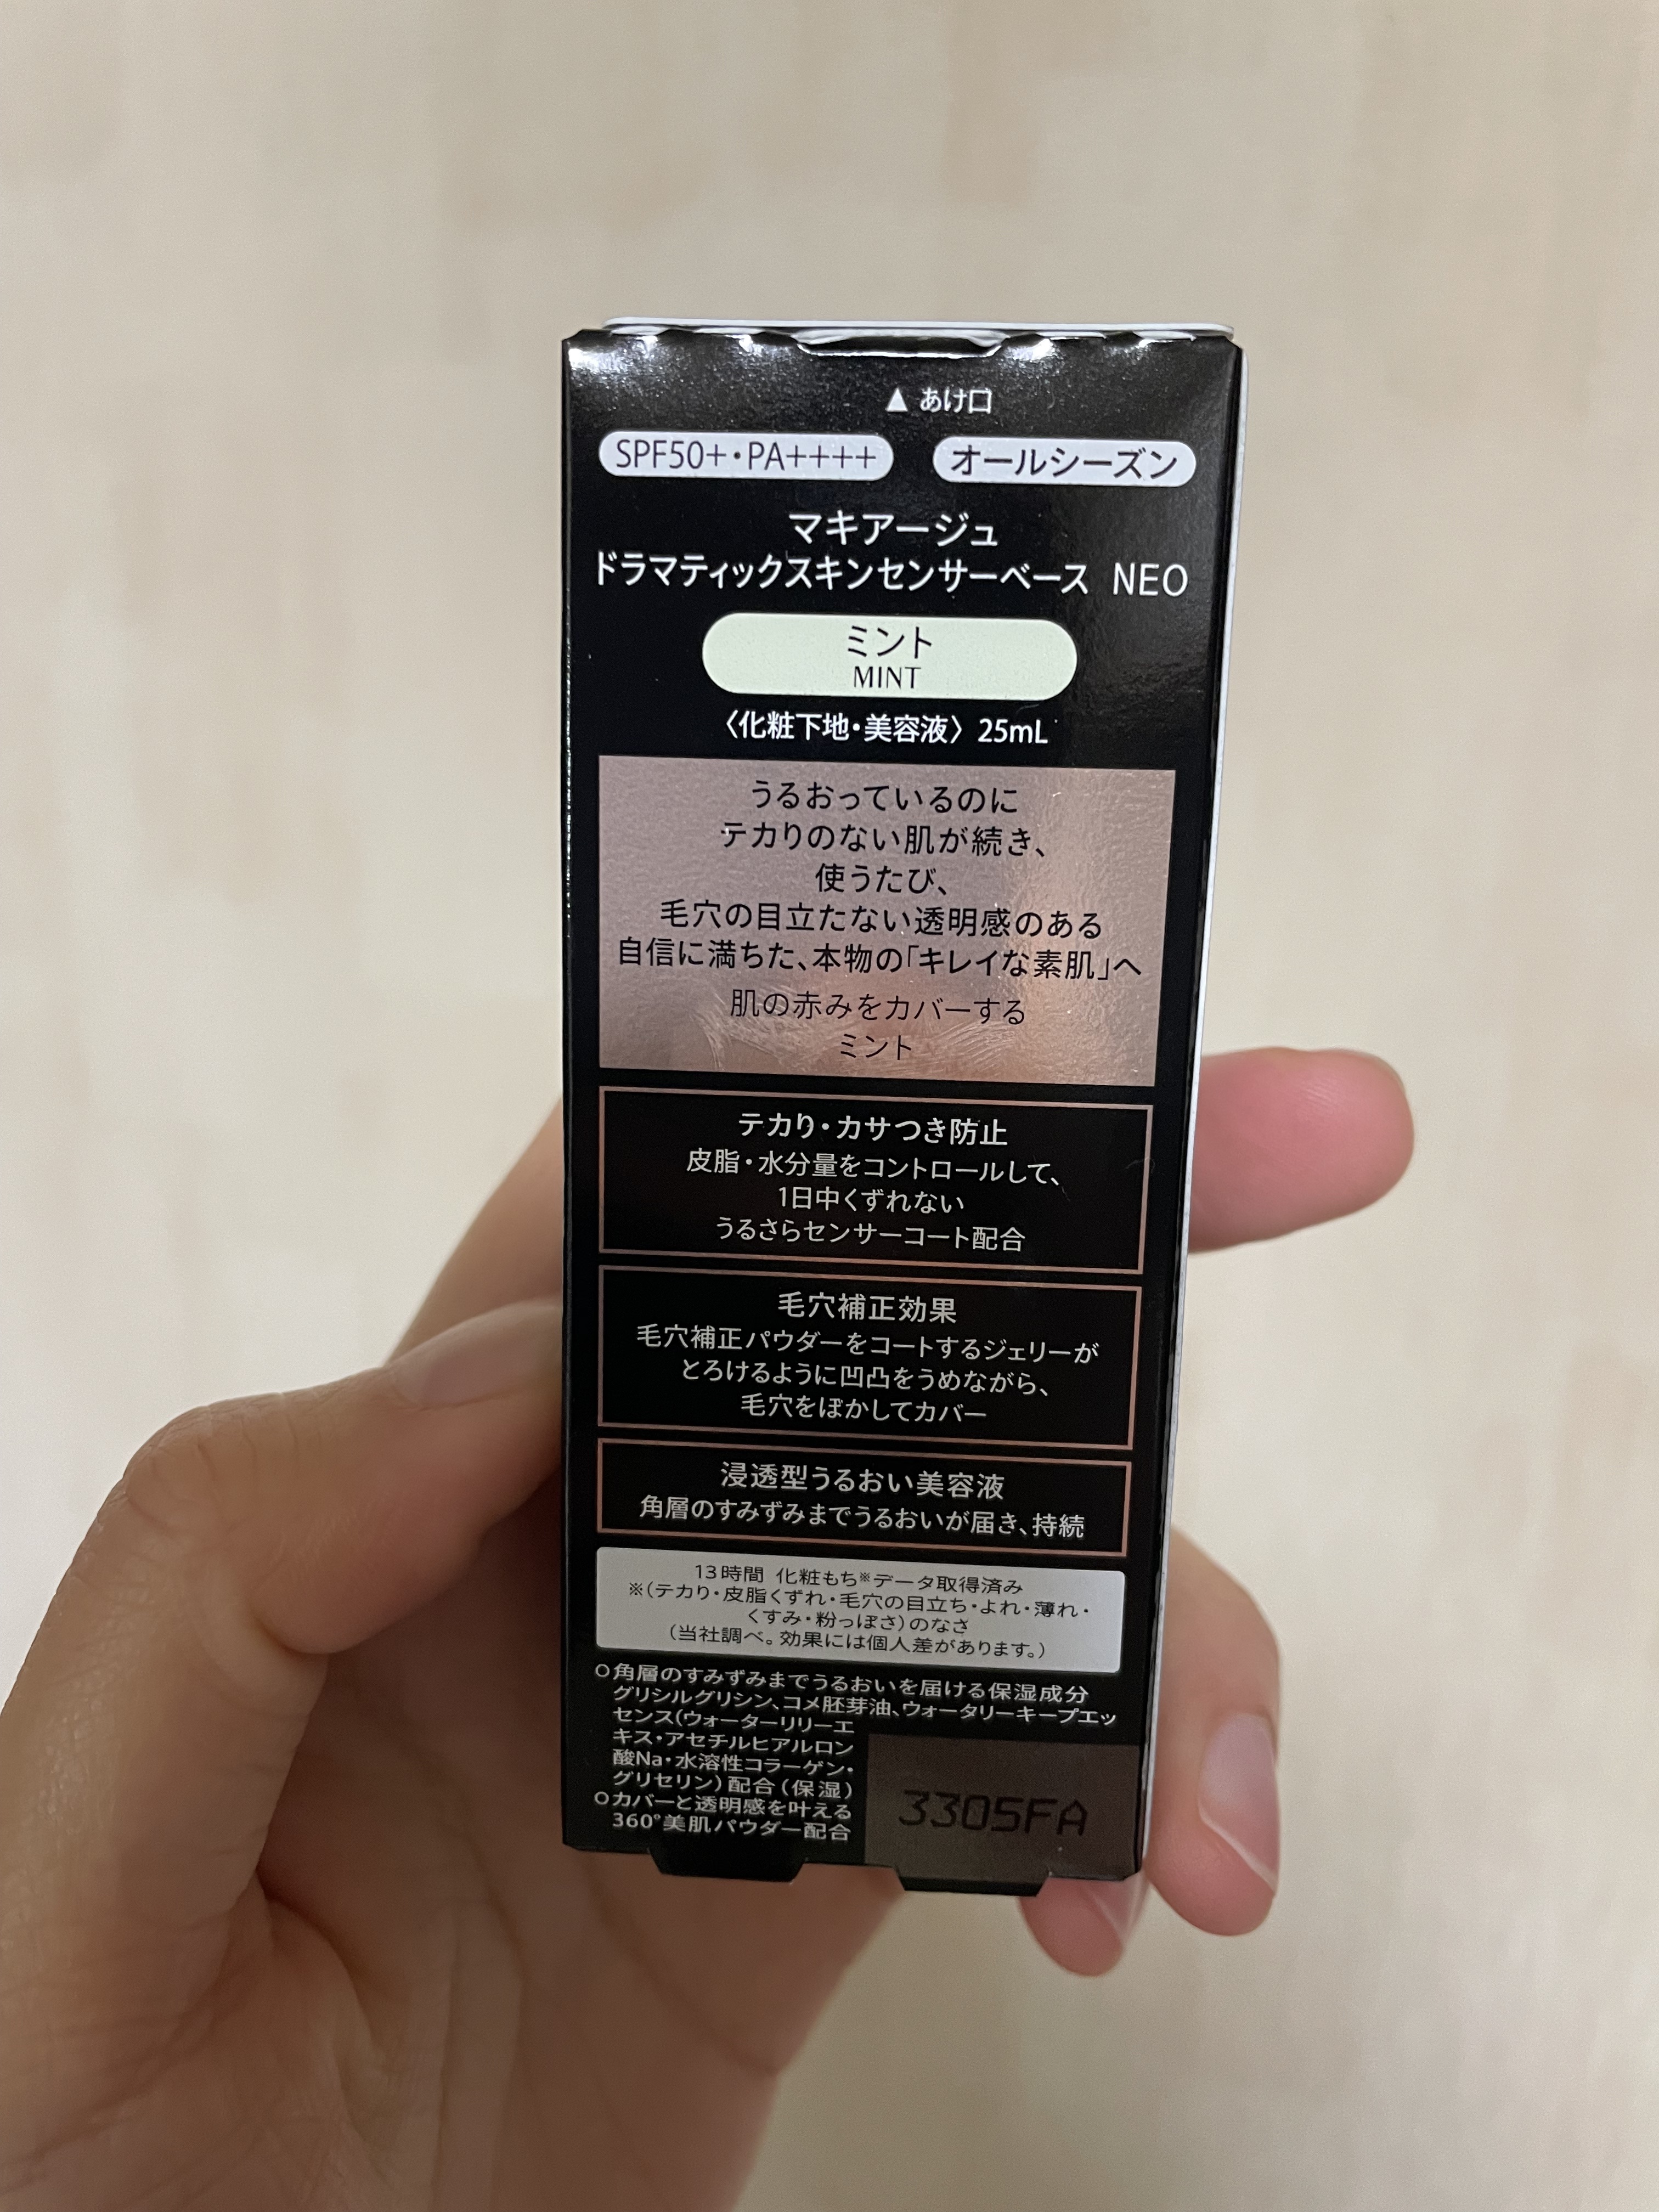 ▲ あけ口
SPF50+・PA++++ オールシーズン
マキアージュ
ドラマティックスキンセンサーベース NEO
ミント
MINT
〈化粧下地・美容液〉25mL
うるおっているのに
テカりのない肌が続き、
使うたび、
毛穴の目立たない透明感のある
自信に満ちた、本物の「キレイな素肌」へ
肌の赤みをカバーする
ミント
テカり・カサつき防止
皮脂・水分量をコントロールして、
1日中くずれない
うるさらセンサーコート配合
毛穴補正効果
毛穴補正パウダーをコートするジェリーが
とろけるように凹凸をうめながら、
毛穴をぼかしてカバー
浸透型うるおい美容液
角層のすみずみまでうるおいが届き、持続
13時間 化粧もち※データ取得済み
※(テカり・皮脂くずれ・毛穴の目立ち・よれ・薄れ・
くすみ・粉っぽさ)のなさ
(当社調べ。効果には個人差があります。)
○角層のすみずみまでうるおいを届ける保湿成分
グリシルグリシン、コメ胚芽油、ウォータリーキープエッ
センス(ウォーターリリーエ
キス・アセチルヒアルロン
酸Na・水溶性コラーゲン・
グリセリン)配合(保湿)
○カバーと透明感を叶える
360°美肌パウダー配合
3305FA